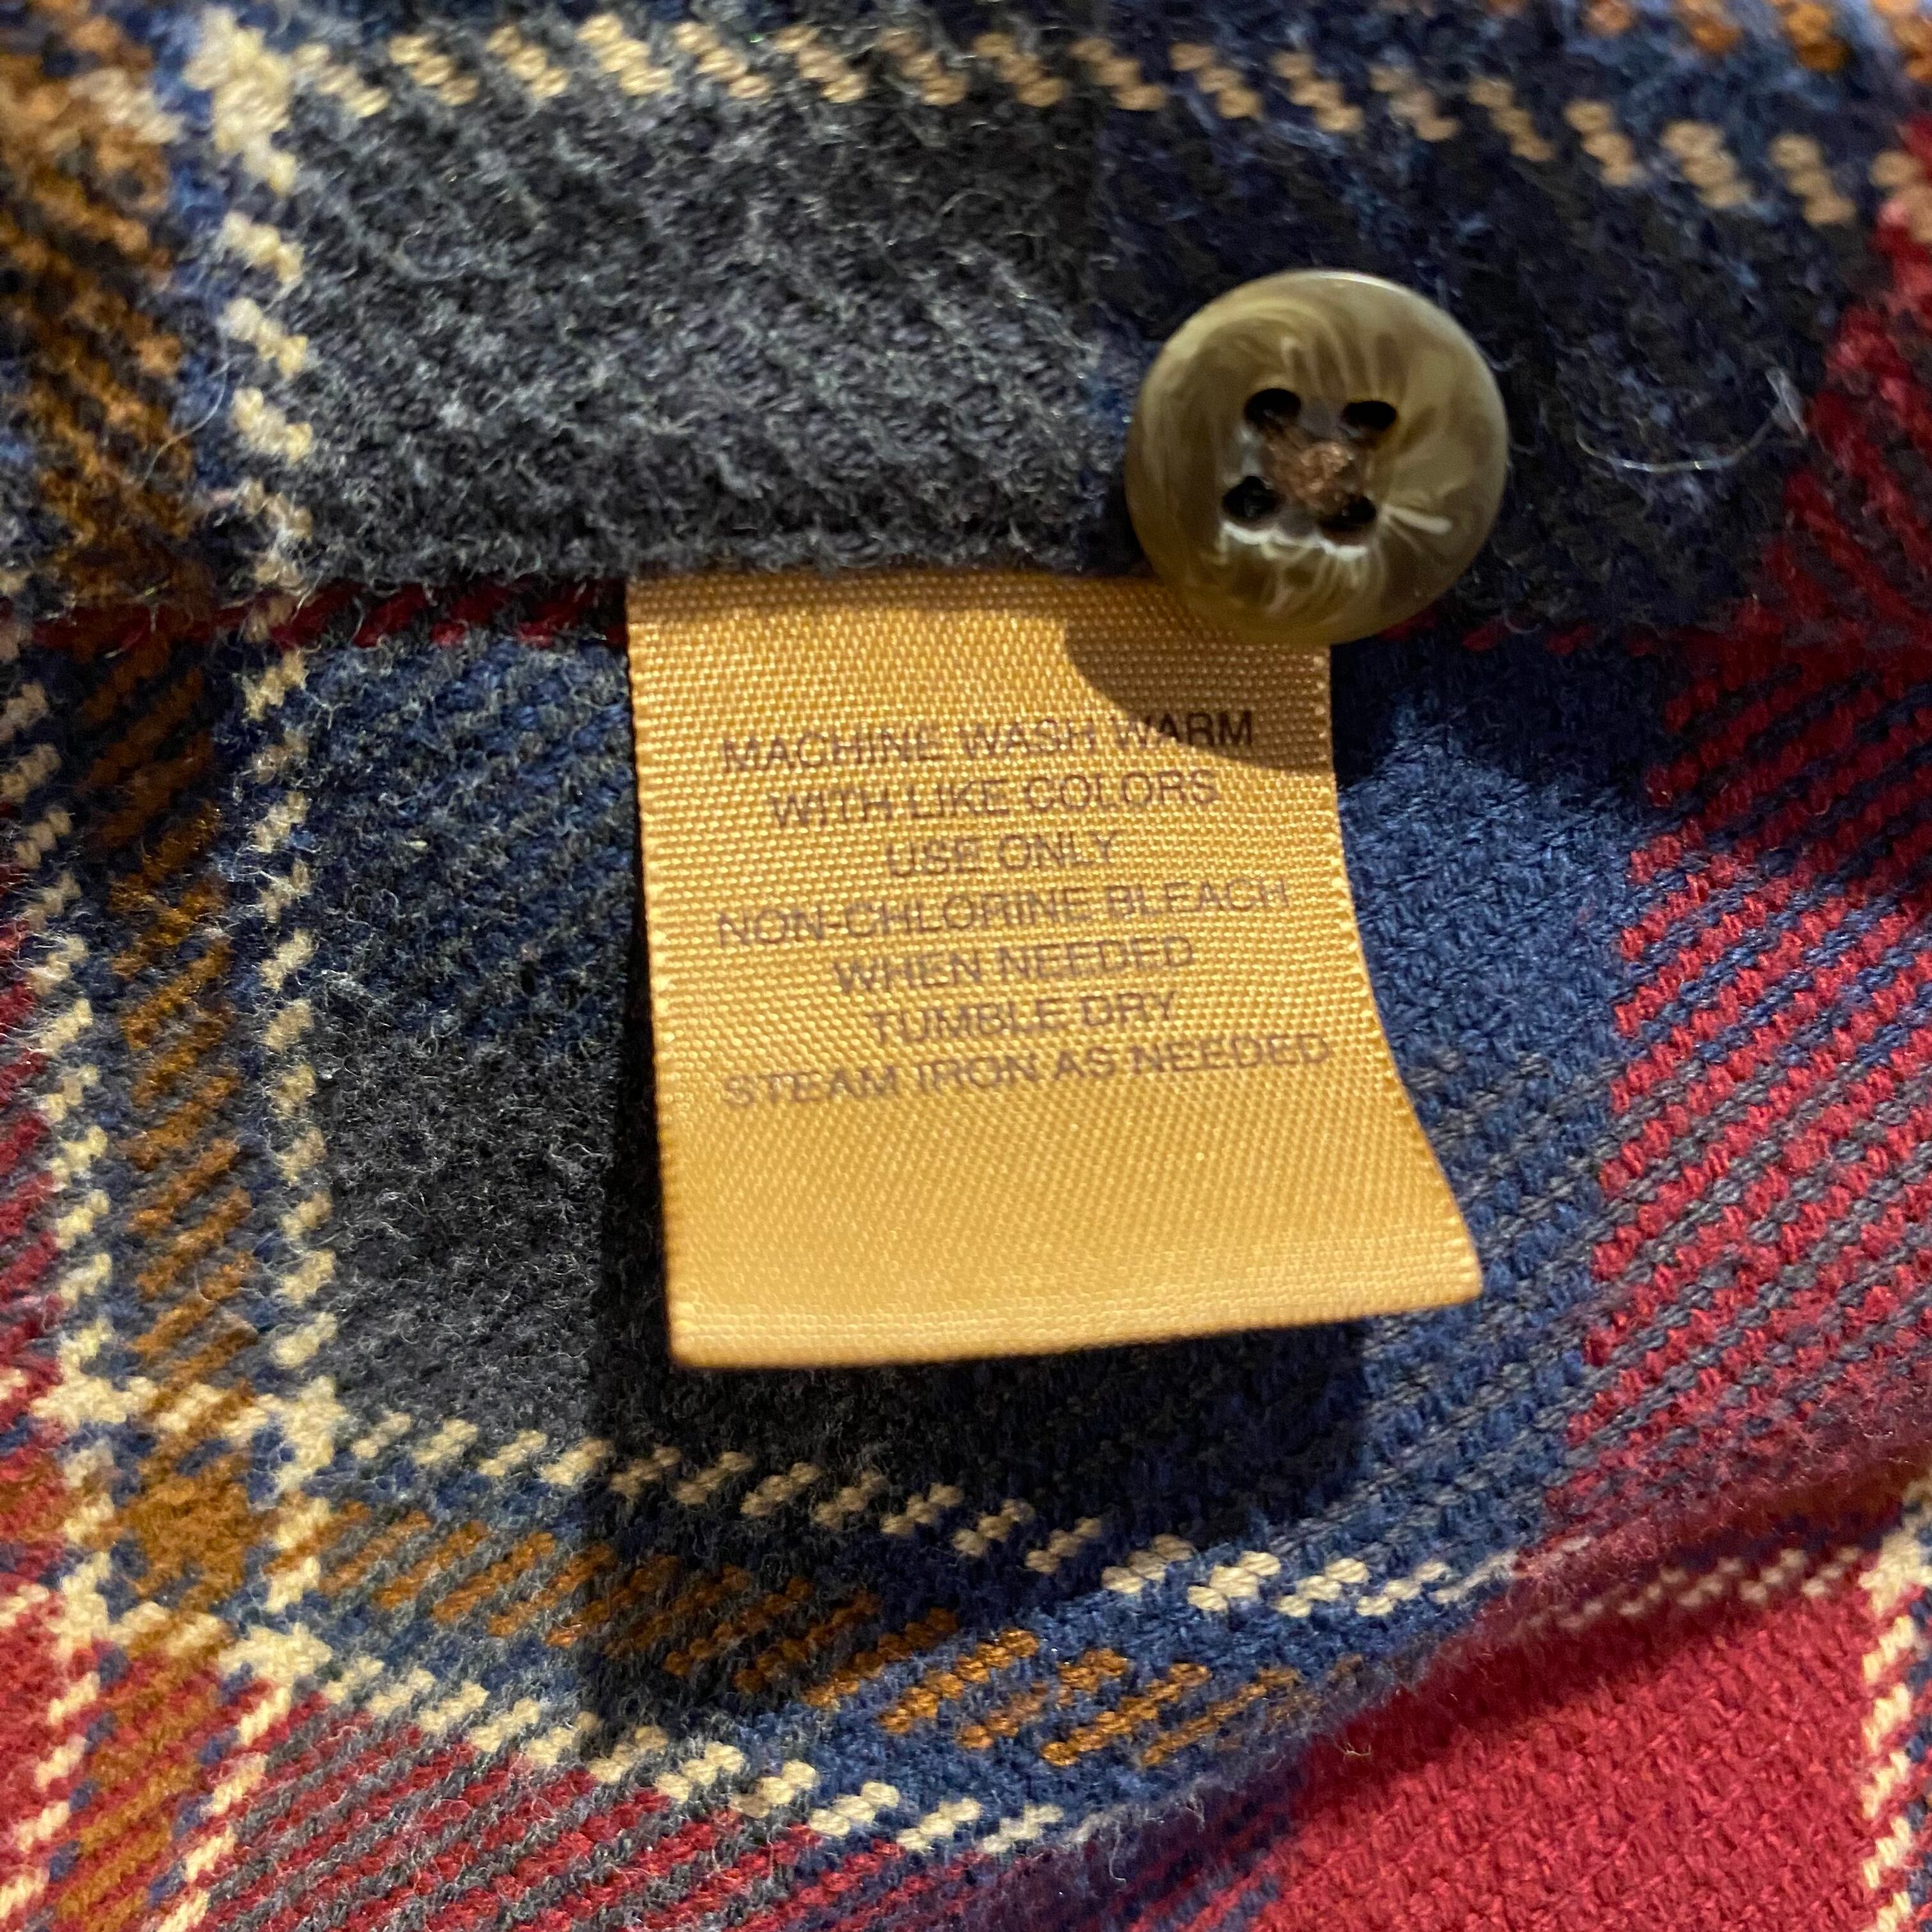 MACHINE WASH WARM
WITH LIKE COLORS
USE ONLY
NON-CHLORINE BLEACH
WHEN NEEDED
TUMBLE DRY
STEAM IRON AS NEEDED